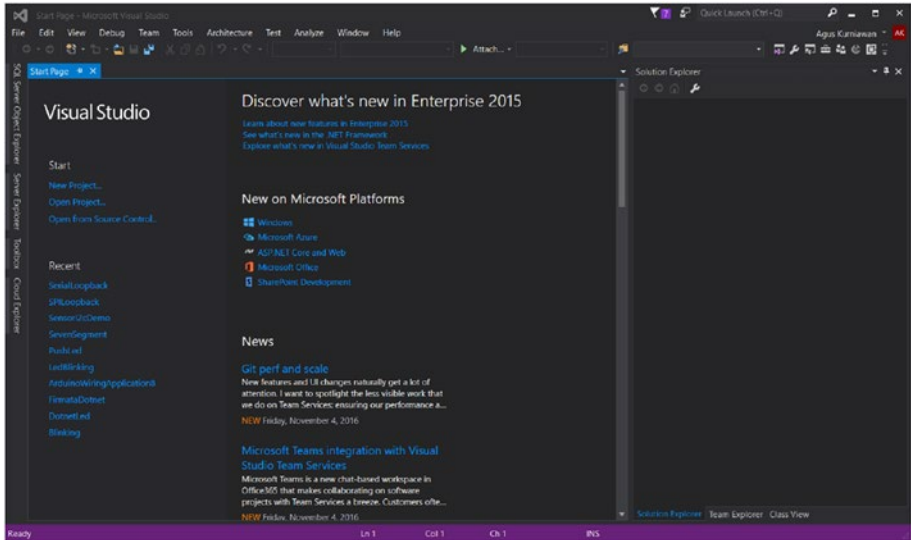 Start Page - Microsoft Visual Studio
7
Quick Launch (Ctrl+Q)
File Edit View Debug Team Tools Architecture Test Analyze Window Help
Agus Kurniawan
AK
Attach...
SQL Server Object Explorer
Server Explorer
Toolbox
Cloud Explorer
Start Page
Visual Studio
Start
New Project...
Open Project...
Open from Source Control...
Recent
SerialLoopback
SPILoopback
SensorI2cDemo
SevenSegment
PushLed
LedBlinking
ArduinoWiringApplication8
FirmataDotnet
DotnetLed
Blinking
Discover what's new in Enterprise 2015
Learn about new features in Enterprise 2015
See what's new in the .NET Framework
Explore what's new in Visual Studio Team Services
New on Microsoft Platforms
Windows
Microsoft Azure
ASP.NET Core and Web
Microsoft Office
SharePoint Development
News
Git perf and scale
New features and UI changes naturally get a lot of
attention. I want to spotlight the less visible work that
we do on Team Services: ensuring our performance a...
NEW Friday, November 4, 2016
Microsoft Teams integration with Visual
Studio Team Services
Microsoft Teams is a new chat-based workspace in
Office365 that makes collaborating on software
projects with Team Services a breeze. Customers ofte...
NEW Friday, November 4, 2016
Solution Explorer
Solution Explorer Team Explorer Class View
Ready Ln 1 Col 1 Ch 1 INS